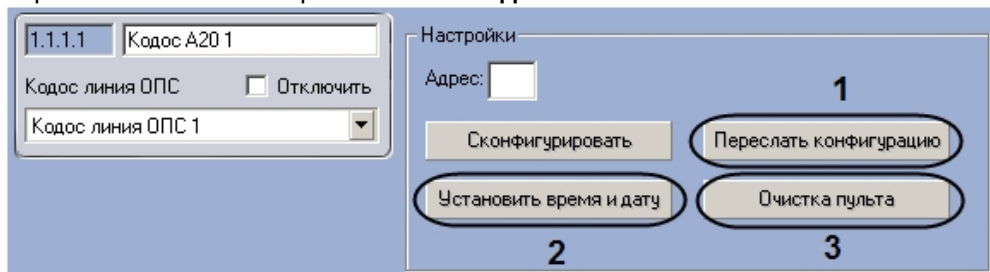 1.1.1.1 Кодос А20 1
Кодос линия ОПС Отключить
Кодос линия ОПС 1
Настройки
Адрес:
1
Сконфигурировать Переслать конфигурацию
Установить время и дату Очистка пульта
2 3